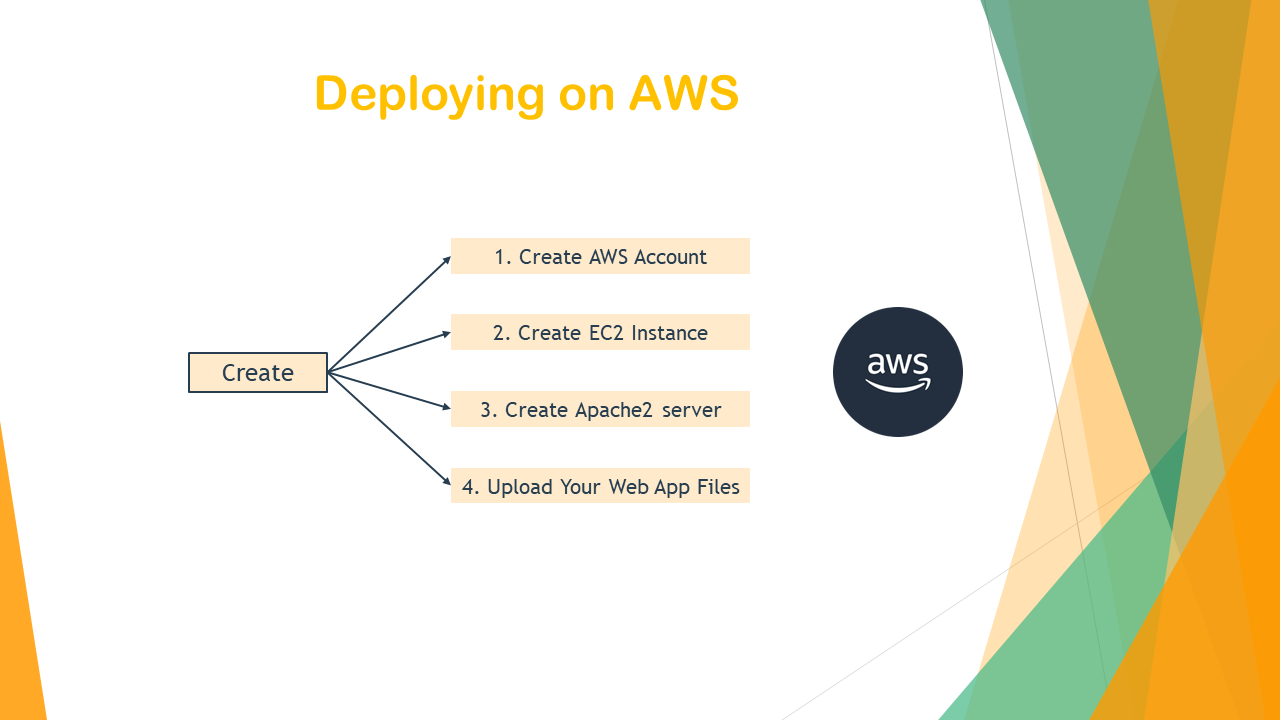 Deploying on AWS
1. Create AWS Account
2. Create EC2 Instance
Create
3. Create Apache2 server
4. Upload Your Web App Files
aws